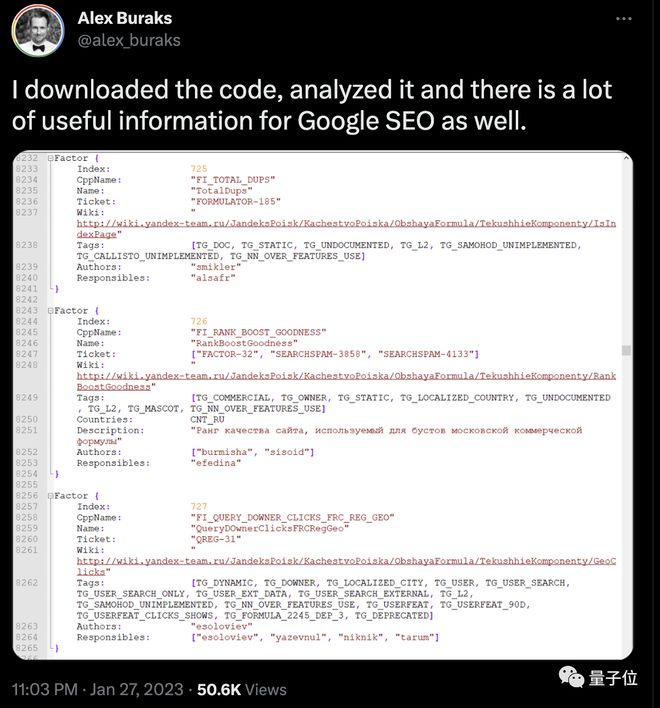 Alex Buraks
@alex_buraks
I downloaded the code, analyzed it and there is a lot
of useful information for Google SEO as well.
8232 Factor {
8233 Index: 725
8234 CppName: "FI_TOTAL_DUPS"
8235 Name: "TotalDups"
8236 Ticket: "FORMULATOR-185"
8237 Wiki: "
http://wiki.yandex-team.ru/JandeksPoisk/KachestvoPoiska/ObshayaFormula/TekushhieKomponenty/IsIn
dexPage"
8238 Tags: [TG_DOC, TG_STATIC, TG_UNDOCUMENTED, TG_L2, TG_SAMOHOD_UNIMPLEMENTED,
TG_CALLISTO_UNIMPLEMENTED, TG_NN_OVER_FEATURES_USE]
8239 Authors: "smikler"
8240 Responsibles: "alsafr"
8241 }
8242
8243 Factor {
8244 Index: 726
8245 CppName: "FI_RANK_BOOST_GOODNESS"
8246 Name: "RankBoostGoodness"
8247 Ticket: ["FACTOR-32", "SEARCHSPAM-3858", "SEARCHSPAM-4133"]
8248 Wiki: "
http://wiki.yandex-team.ru/JandeksPoisk/KachestvoPoiska/ObshayaFormula/TekushhieKomponenty/Rank
BoostGoodness"
8249 Tags: [TG_COMMERCIAL, TG_OWNER, TG_STATIC, TG_LOCALIZED_COUNTRY, TG_UNDOCUMENTED
, TG_L2, TG_MASCOT, TG_NN_OVER_FEATURES_USE]
8250 Countries: CNT_RU
8251 Description: "Ранг качества сайта, используемый для бустов московской коммерческой
формулы"
8252 Authors: ["burmisha", "sisoid"]
8253 Responsibles: "efedina"
8254 }
8255
8256 Factor {
8257 Index: 727
8258 CppName: "FI_QUERY_DOWNER_CLICKS_FRC_REG_GEO"
8259 Name: "QueryDOwnerClicksFRCRegGeo"
8260 Ticket: "QREG-31"
8261 Wiki: "
http://wiki.yandex-team.ru/JandeksPoisk/KachestvoPoiska/ObshayaFormula/TekushhieKomponenty/GeoC
licks"
8262 Tags: [TG_DYNAMIC, TG_DOWNER, TG_LOCALIZED_CITY, TG_USER, TG_USER_SEARCH,
TG_USER_SEARCH_ONLY, TG_USER_EXT_DATA, TG_USER_SEARCH_EXTERNAL, TG_L2,
TG_SAMOHOD_UNIMPLEMENTED, TG_NN_OVER_FEATURES_USE, TG_USERFEAT, TG_USERFEAT_90D,
TG_USERFEAT_CLICKS_SHOWS, TG_FORMULA_2245_DEP_3, TG_DEPRECATED]
8263 Authors: "esoloviev"
8264 Responsibles: ["esoloviev", "yazevnul", "niknik", "tarum"]
8265 }
11:03 PM · Jan 27, 2023 · 50.6K Views
量子位